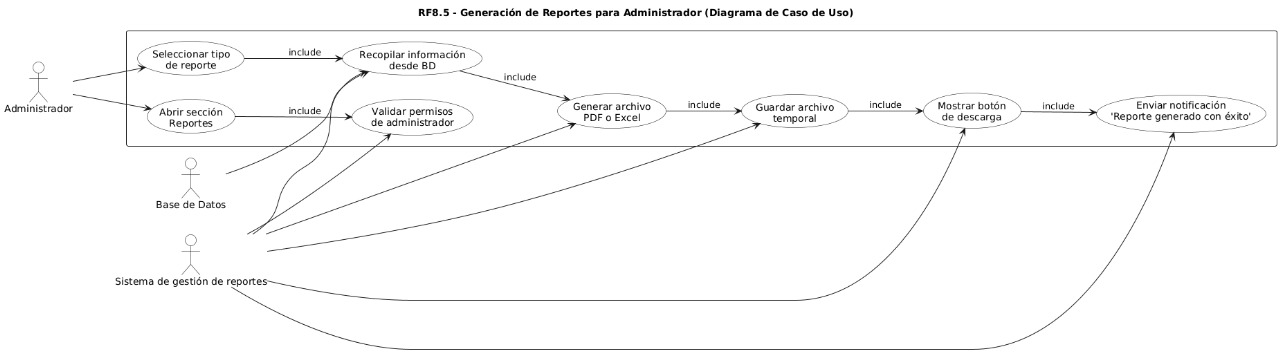 RF8.5 - Generación de Reportes para Administrador (Diagrama de Caso de Uso)
Seleccionar tipo
de reporte
include
Recopilar información
desde BD
include
Administrador
Abrir sección
Reportes
include
Validar permisos
de administrador
Generar archivo
PDF o Excel
include
Guardar archivo
temporal
include
Mostrar botón
de descarga
include
Enviar notificación
'Reporte generado con éxito'
Base de Datos
Sistema de gestión de reportes